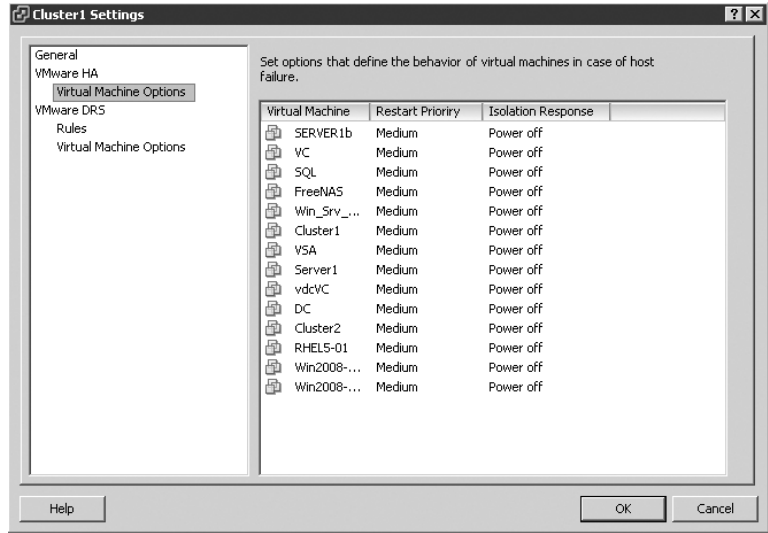 Cluster1 Settings
General
VMware HA
Virtual Machine Options
VMware DRS
Rules
Virtual Machine Options
Set options that define the behavior of virtual machines in case of host
failure.
Virtual Machine Restart Prioriry Isolation Response
SERVER1b Medium Power off
VC Medium Power off
SQL Medium Power off
FreeNAS Medium Power off
Win_Srv_... Medium Power off
Cluster1 Medium Power off
VSA Medium Power off
Server1 Medium Power off
vdcVC Medium Power off
DC Medium Power off
Cluster2 Medium Power off
RHEL5-01 Medium Power off
Win2008-... Medium Power off
Win2008-... Medium Power off
Help OK Cancel